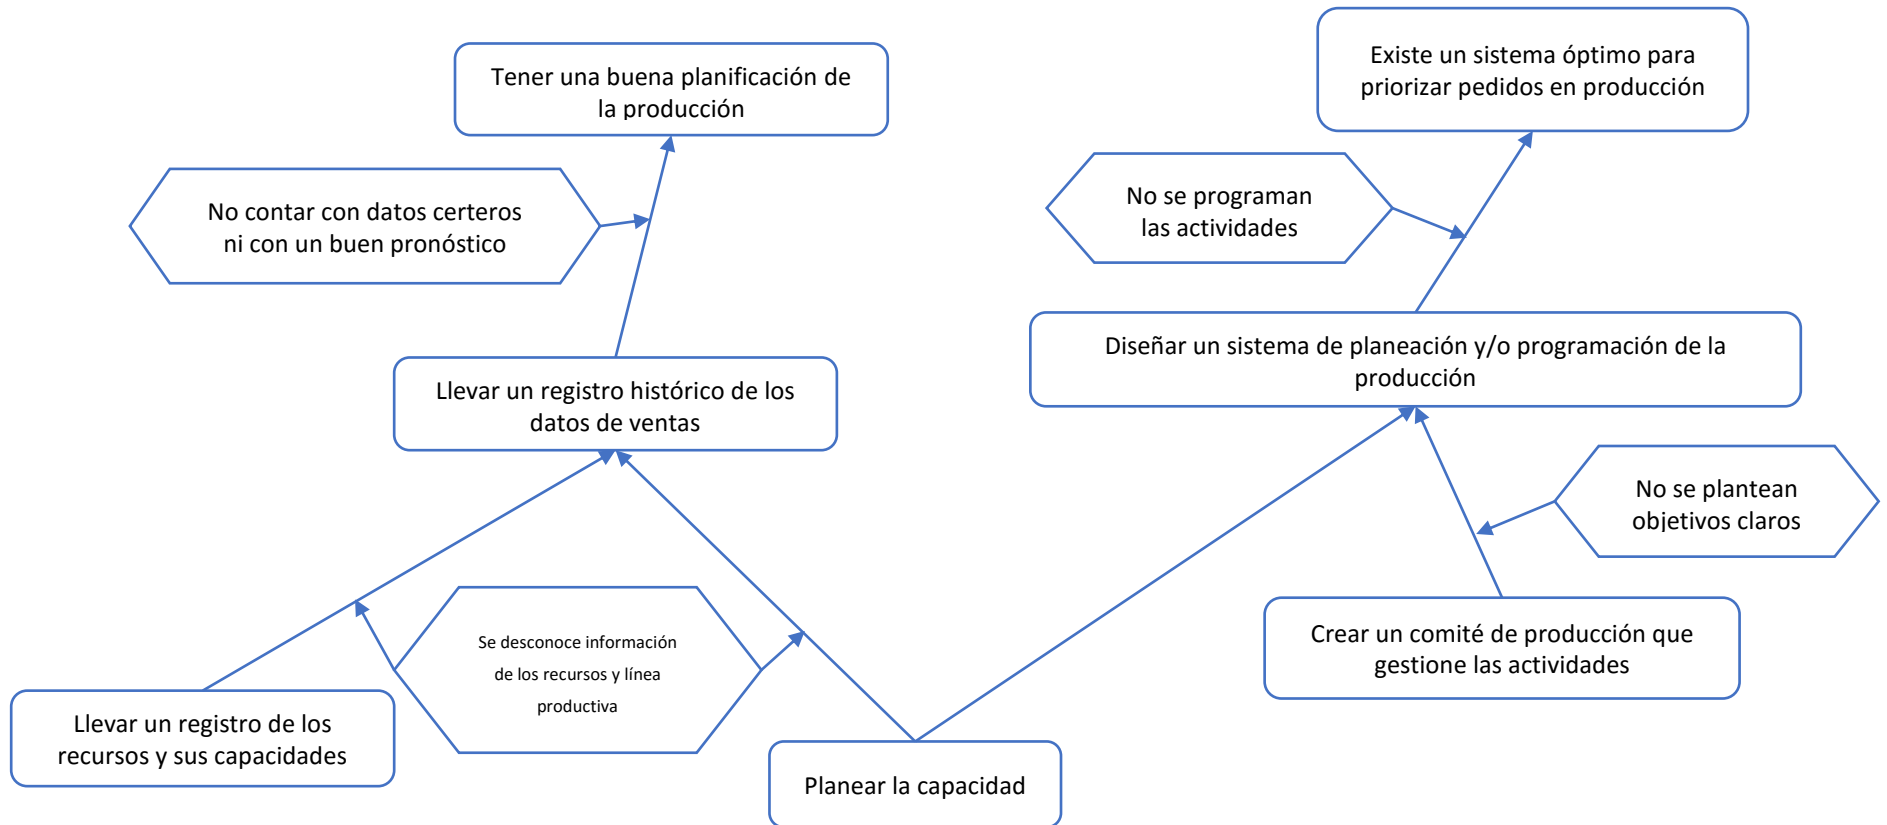 Existe un sistema óptimo para
priorizar pedidos en producción
Tener una buena planificación de
la producción
No se programan
las actividades
No contar con datos certeros
ni con un buen pronóstico
Diseñar un sistema de planeación y/o programación de la
producción
Llevar un registro histórico de los
datos de ventas
No se plantean
objetivos claros
Se desconoce información
de los recursos y línea
productiva
Crear un comité de producción que
gestione las actividades
Llevar un registro de los
recursos y sus capacidades
Planear la capacidad